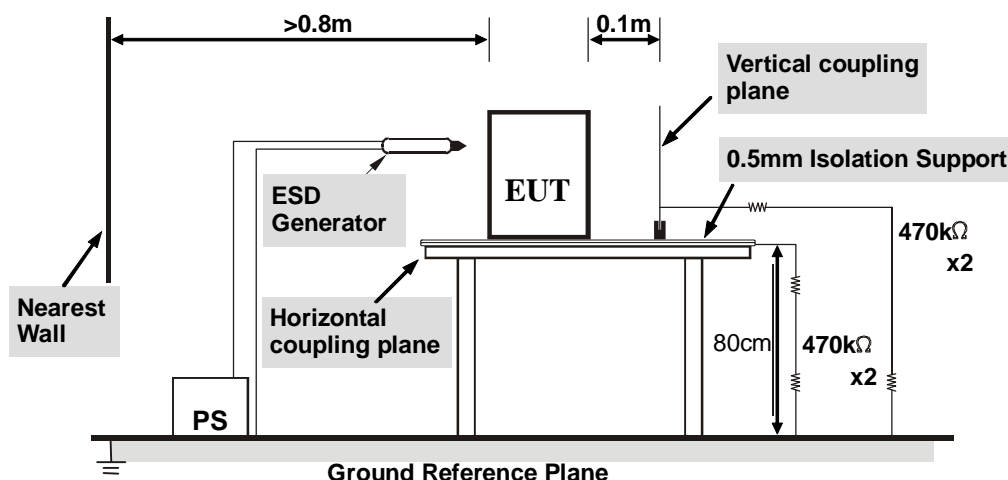 >0.8m
0.1m
Vertical coupling
plane
0.5mm Isolation Support
ESD
Generator
EUT
470kΩ
x2
Nearest
Wall
Horizontal
coupling plane
80cm
470kΩ
x2
PS
Ground Reference Plane